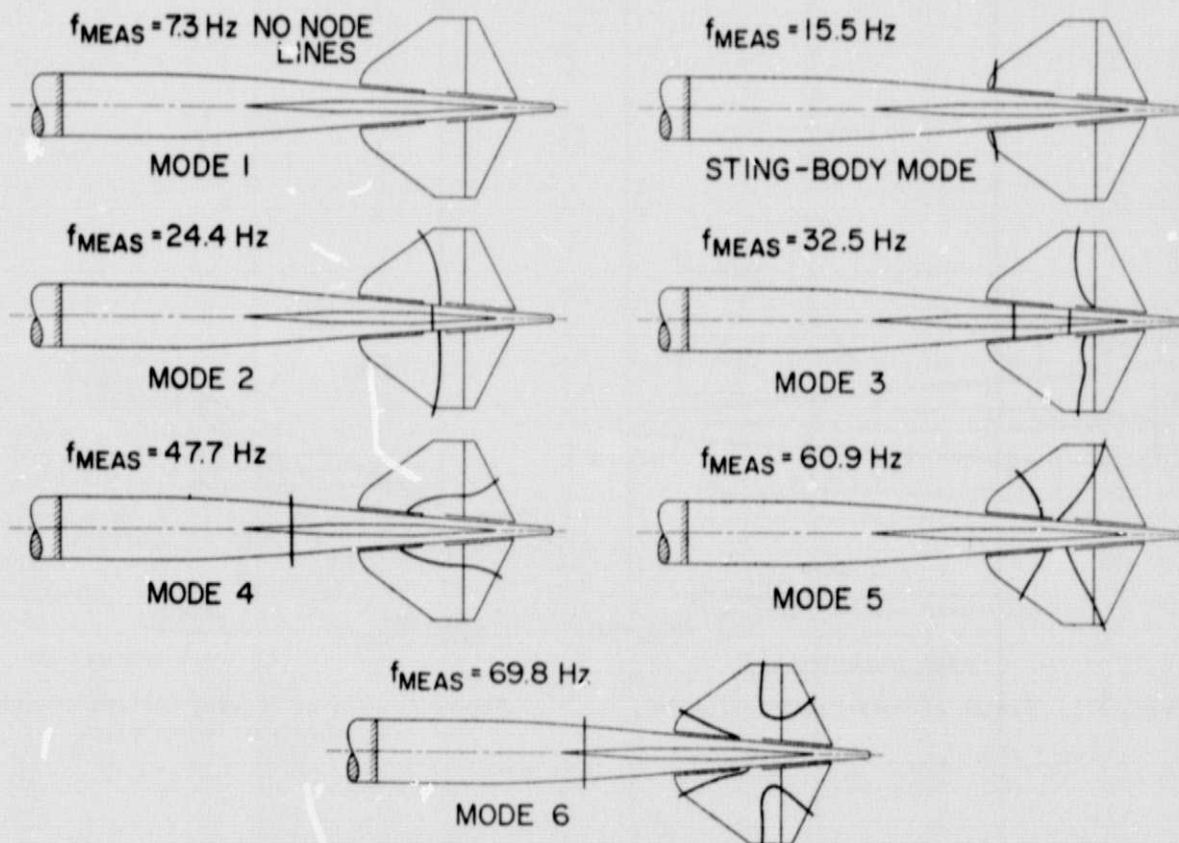 fMEAS = 7.3 Hz NO NODE
LINES
MODE 1
fMEAS = 15.5 Hz
STING-BODY MODE
fMEAS = 24.4 Hz
MODE 2
fMEAS = 32.5 Hz
MODE 3
fMEAS = 47.7 Hz
MODE 4
fMEAS = 60.9 Hz
MODE 5
fMEAS = 69.8 Hz
MODE 6